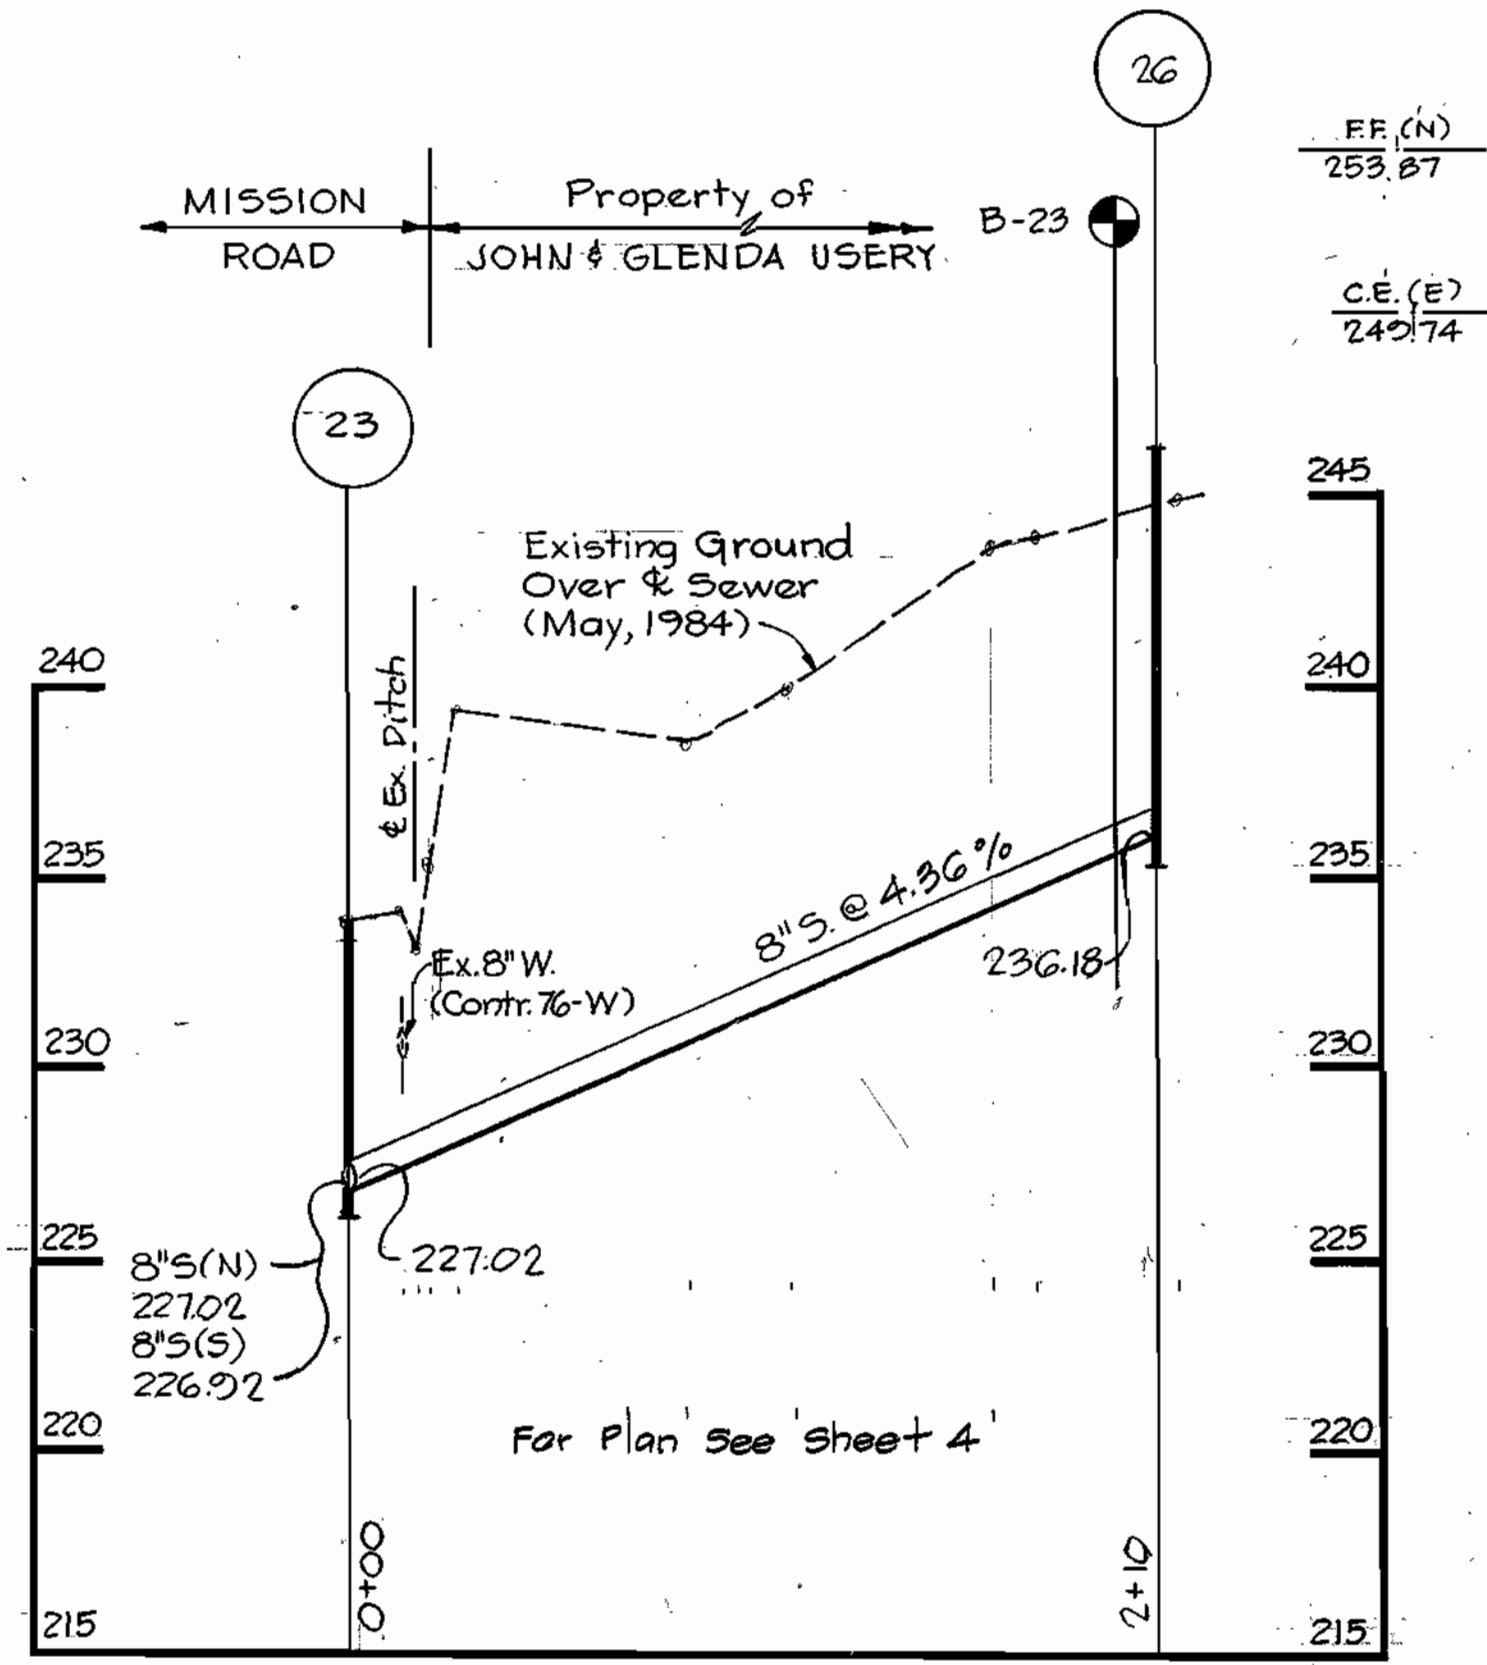 26
F.F. (N)
253.87
MISSION
ROAD
Property of
JOHN & GLENDA USERY
B-23
C.E. (E)
249.74
23
245
Existing Ground
Over ℄ Sewer
(May, 1984)
240
240
℄ Ex. Ditch
235
235
8"S. @ 4.36%
236.18
Ex. 8" W.
(Contr. 76-W)
230
230
225
225
8"S(N)
227.02
8"S(S)
226.92
227.02
220
220
For Plan See Sheet 4
0+00
2+10
215
215